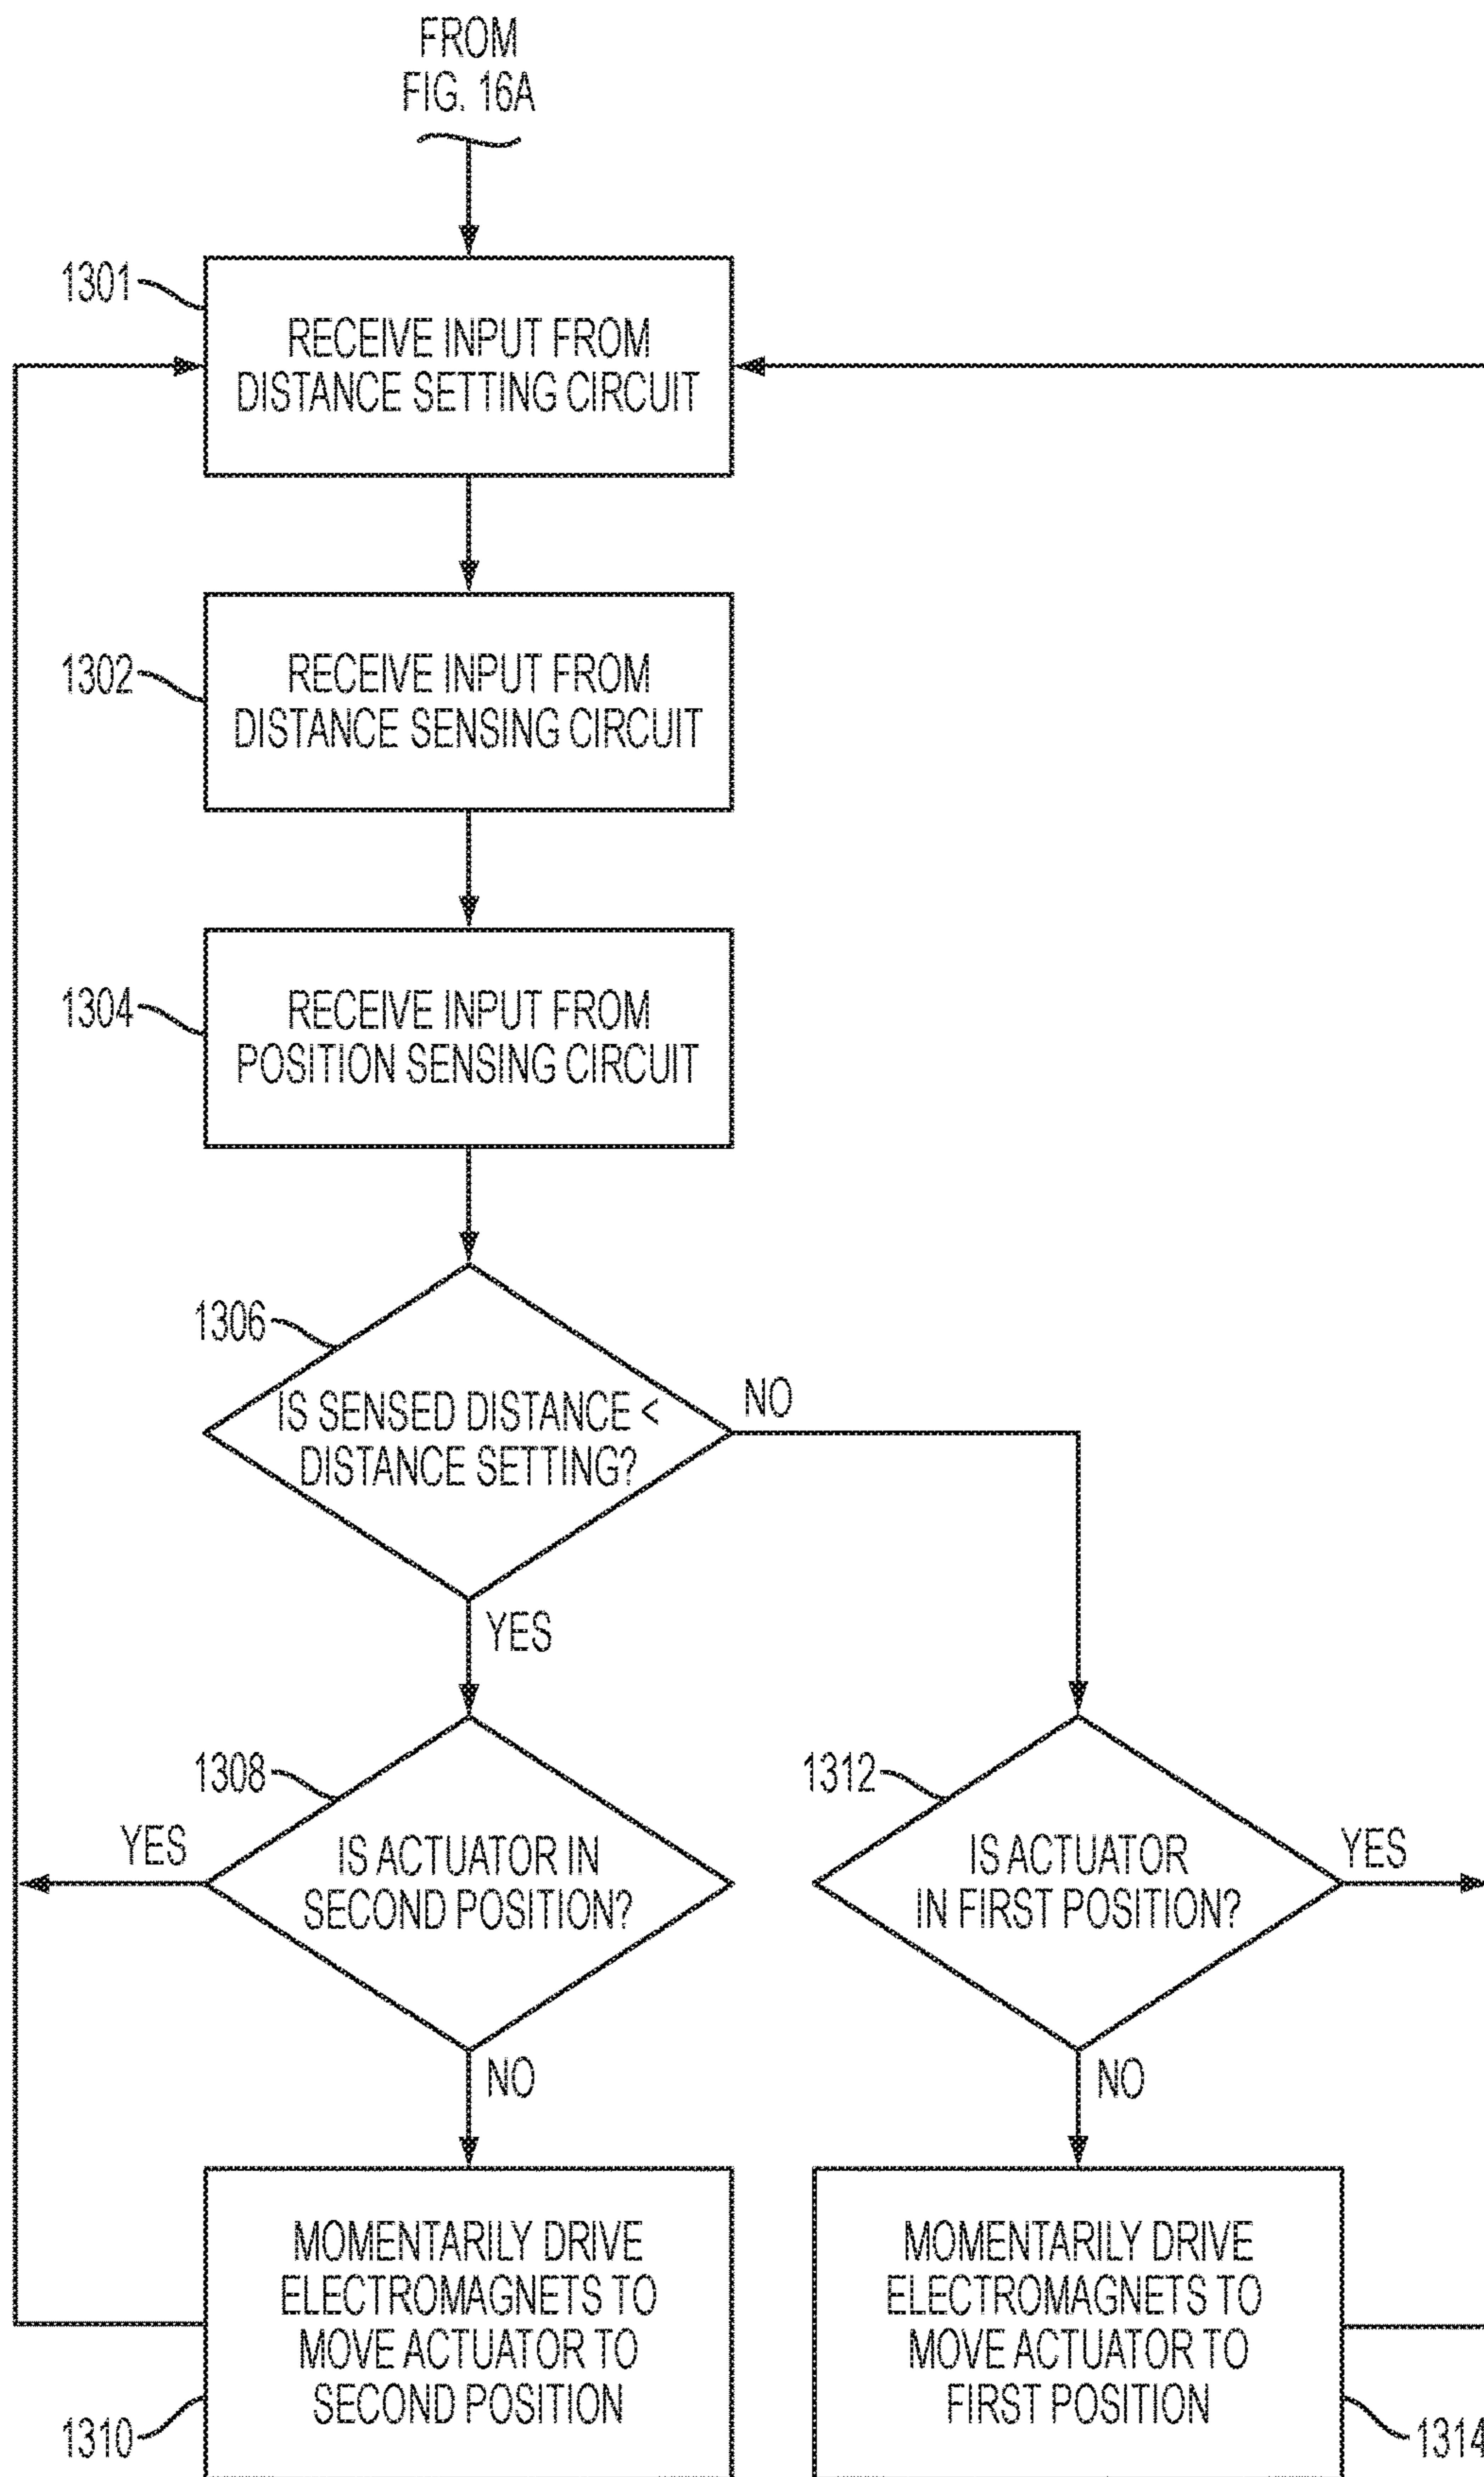 FROM
FIG. 16A
1301
RECEIVE INPUT FROM
DISTANCE SETTING CIRCUIT
1302
RECEIVE INPUT FROM
DISTANCE SENSING CIRCUIT
1304
RECEIVE INPUT FROM
POSITION SENSING CIRCUIT
1306
IS SENSED DISTANCE <
DISTANCE SETTING?
NO
YES
1308
IS ACTUATOR IN
SECOND POSITION?
YES
NO
1312
IS ACTUATOR
IN FIRST POSITION?
YES
NO
MOMENTARILY DRIVE
ELECTROMAGNETS TO
MOVE ACTUATOR TO
SECOND POSITION
1310
MOMENTARILY DRIVE
ELECTROMAGNETS TO
MOVE ACTUATOR TO
FIRST POSITION
1314